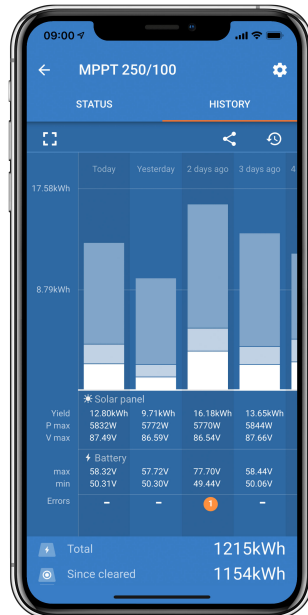 09:00
MPPT 250/100
STATUS HISTORY
Today Yesterday 2 days ago 3 days ago 4
17.58kWh
8.79kWh
Solar panel
Yield 12.80kWh 9.71kWh 16.18kWh 13.65kWh
P max 5832W 5772W 5770W 5844W
V max 87.49V 86.59V 86.54V 87.66V
Battery
max 58.32V 57.72V 77.70V 58.44V
min 50.31V 50.30V 49.44V 50.06V
Errors – – 1 –
Total 1215kWh
Since cleared 1154kWh